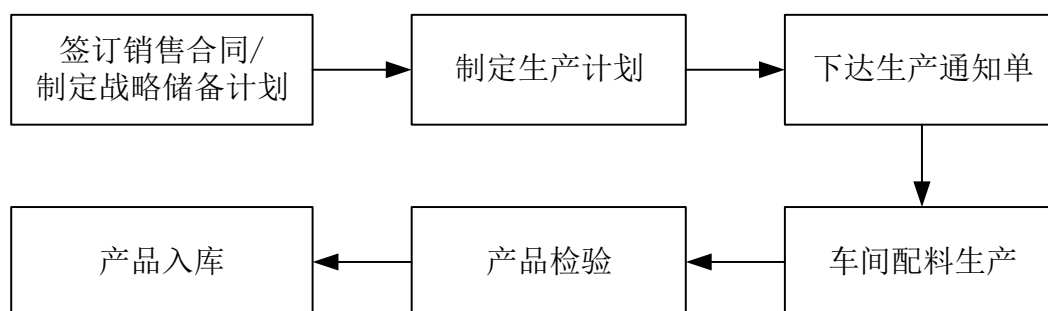 签订销售合同/
制定战略储备计划
制定生产计划
下达生产通知单
车间配料生产
产品检验
产品入库